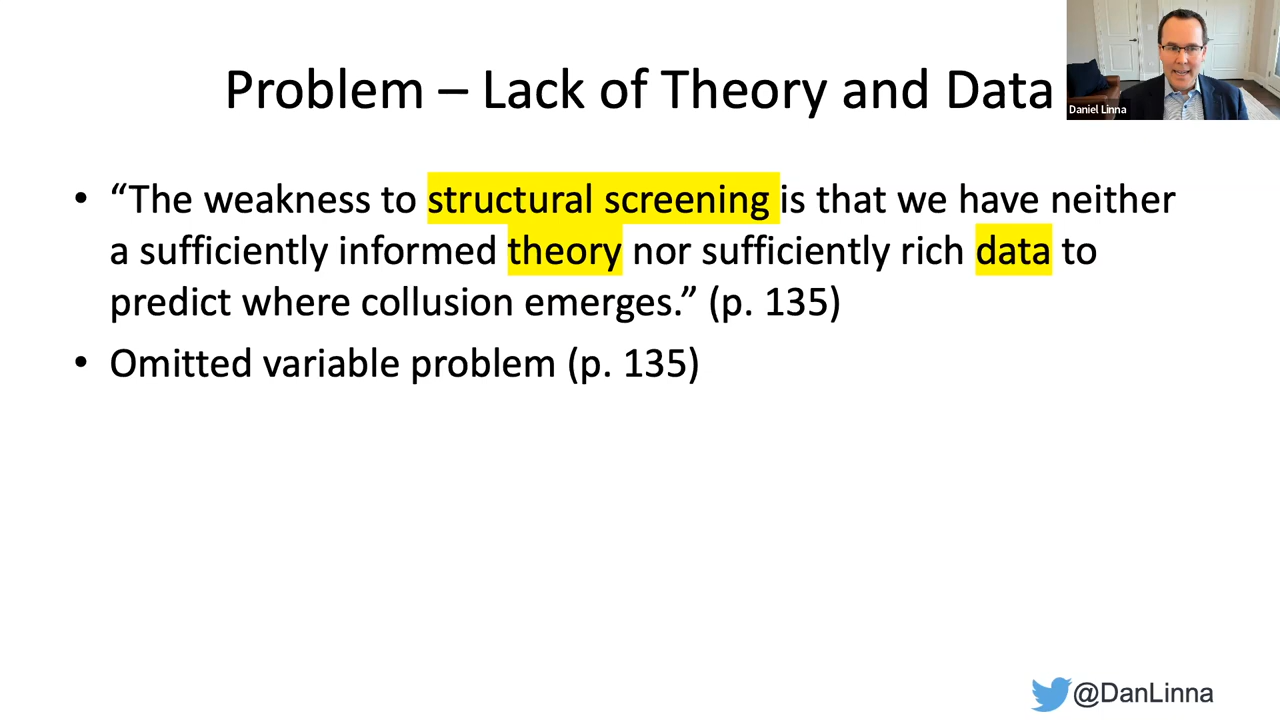 Problem – Lack of Theory and Data
Daniel Linna
• “The weakness to structural screening is that we have neither
a sufficiently informed theory nor sufficiently rich data to
predict where collusion emerges.” (p. 135)
• Omitted variable problem (p. 135)
@DanLinna